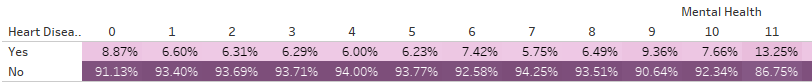 Mental Health
Heart Disea.. 0 1 2 3 4 5 6 7 8 9 10 11
Yes 8.87% 6.60% 6.31% 6.29% 6.00% 6.23% 7.42% 5.75% 6.49% 9.36% 7.66% 13.25%
No 91.13% 93.40% 93.69% 93.71% 94.00% 93.77% 92.58% 94.25% 93.51% 90.64% 92.34% 86.75%